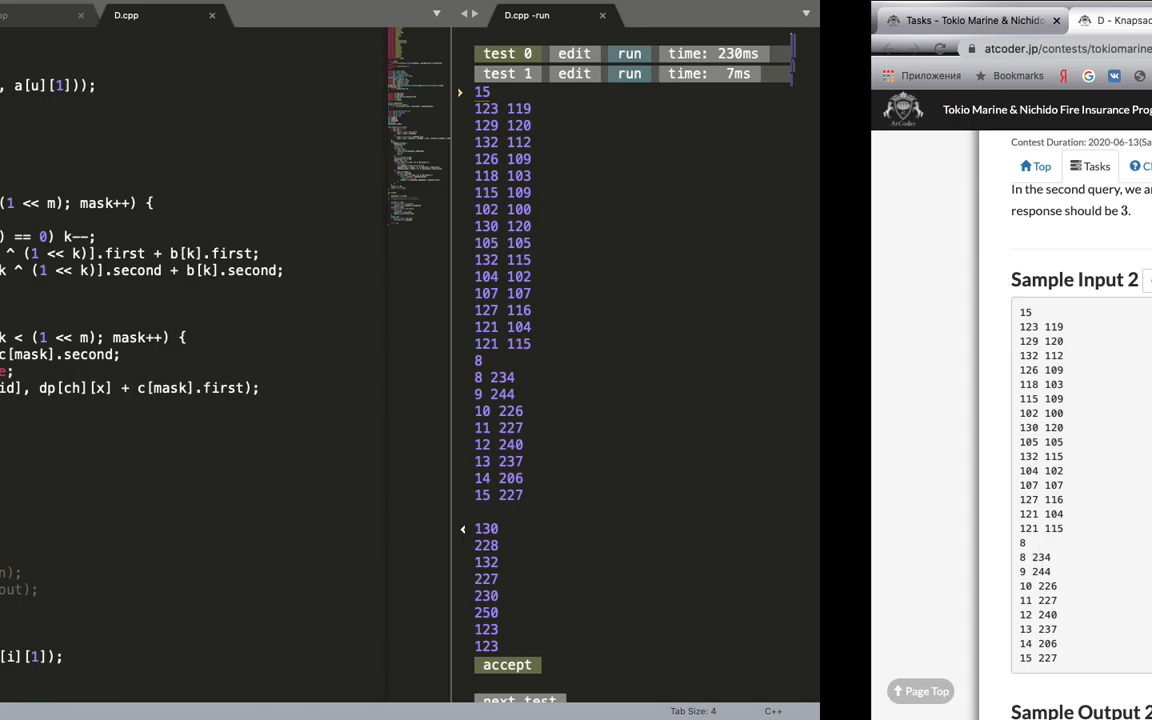 pp
D.cpp
, a[u][1]));
(1 << m); mask++) {
) == 0) k--;
^ (1 << k)].first + b[k].first;
k ^ (1 << k)].second + b[k].second;
k < (1 << m); mask++) {
c[mask].second;
e;
id], dp[ch][x] + c[mask].first);
n);
out);
[i][1]);
D.cpp -run
test 0 edit run time: 230ms
test 1 edit run time: 7ms
15
123 119
129 120
132 112
126 109
118 103
115 109
102 100
130 120
105 105
132 115
104 102
107 107
127 116
121 104
121 115
8
8 234
9 244
10 226
11 227
12 240
13 237
14 206
15 227
130
228
132
227
230
250
123
123
accept
next test
Tab Size: 4
C++
Tasks - Tokio Marine & Nichido
D - Knapsac
atcoder.jp/contests/tokiomarine
Приложения
Bookmarks
Я
Tokio Marine & Nichido Fire Insurance Prog
Contest Duration: 2020-06-13(Sa
Top
Tasks
In the second query, we ar
response should be 3.
Sample Input 2
15
123 119
129 120
132 112
126 109
118 103
115 109
102 100
130 120
105 105
132 115
104 102
107 107
127 116
121 104
121 115
8
8 234
9 244
10 226
11 227
12 240
13 237
14 206
15 227
Page Top
Sample Output 2